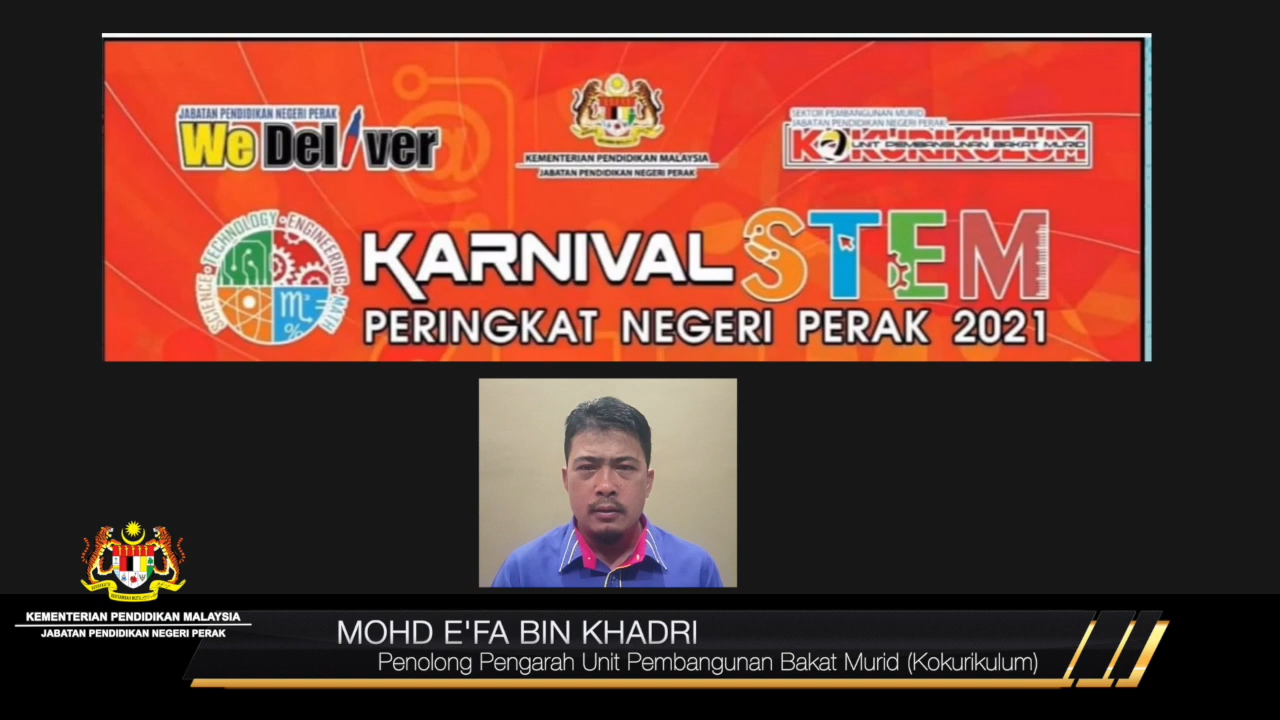 JABATAN PENDIDIKAN NEGERI PERAK
We Deliver
KEMENTERIAN PENDIDIKAN MALAYSIA
JABATAN PENDIDIKAN NEGERI PERAK
SEKTOR PEMBANGUNAN MURID
JABATAN PENDIDIKAN NEGERI PERAK
KOKURIKULUM
UNIT PEMBANGUNAN BAKAT MURID
SCIENCE • TECHNOLOGY • ENGINEERING • MATH
KARNIVAL STEM
PERINGKAT NEGERI PERAK 2021
KEMENTERIAN PENDIDIKAN MALAYSIA
JABATAN PENDIDIKAN NEGERI PERAK
MOHD E'FA BIN KHADRI
Penolong Pengarah Unit Pembangunan Bakat Murid (Kokurikulum)